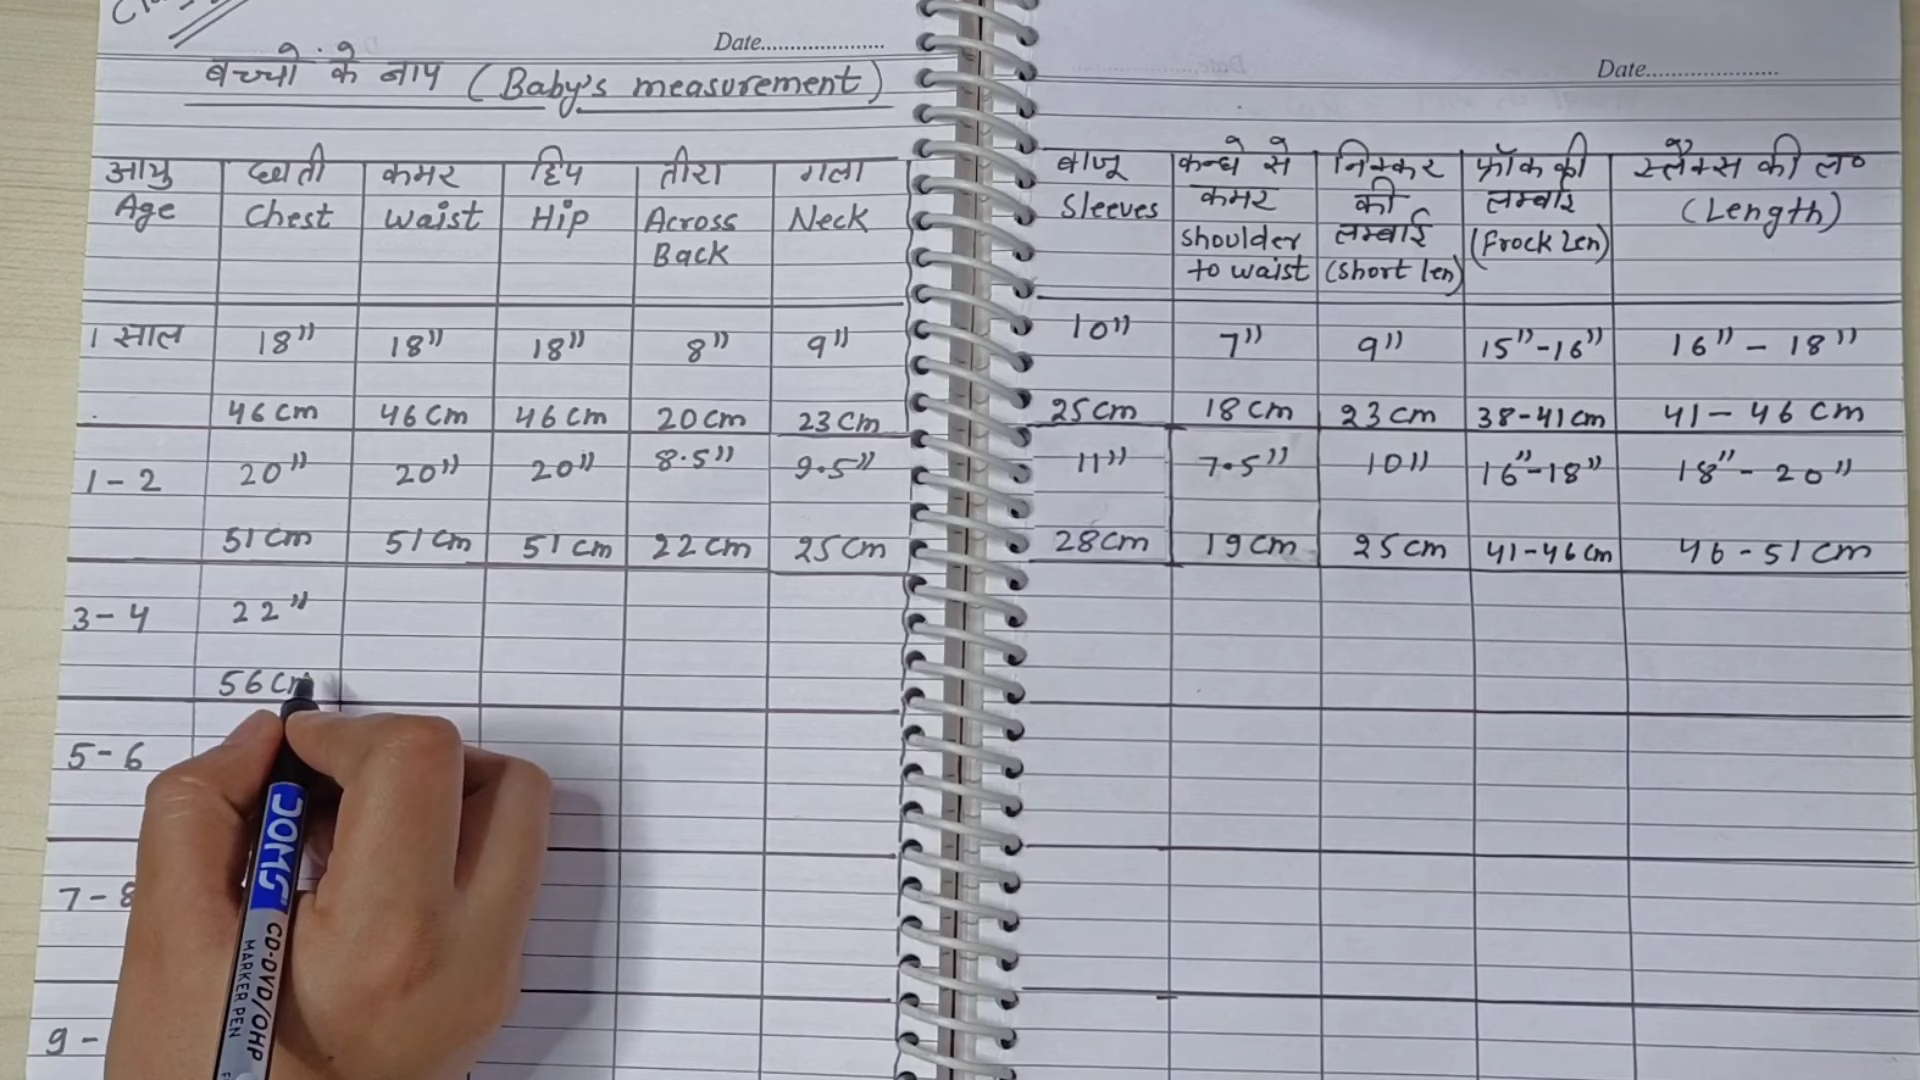 Date.....................
बच्चो के नाप (Baby's measurement)
आयु छाती कमर हिप तीरा गला
Age Chest waist Hip Across Back Neck
1 साल 18" 18" 18" 8" 9"
46 cm 46 cm 46 cm 20 cm 23 cm
1-2 20" 20" 20" 8.5" 9.5"
51 cm 51 cm 51 cm 22 cm 25 cm
3-4 22"
56 cm
5-6
7-8
9-
Date.....................
बाजू कन्धे से कमर निक्कर की लम्बाई फ्रॉक की लम्बाई स्लैक्स की ल॰
Sleeves shoulder to waist (short len) (Frock Len) (Length)
10" 7" 9" 15"-16" 16" - 18"
25 cm 18 cm 23 cm 38-41 cm 41 - 46 cm
11" 7.5" 10" 16"-18" 18" - 20"
28 cm 19 cm 25 cm 41-46 cm 46 - 51 cm
DOMS
CD-DVD/OHP
MARKER PEN